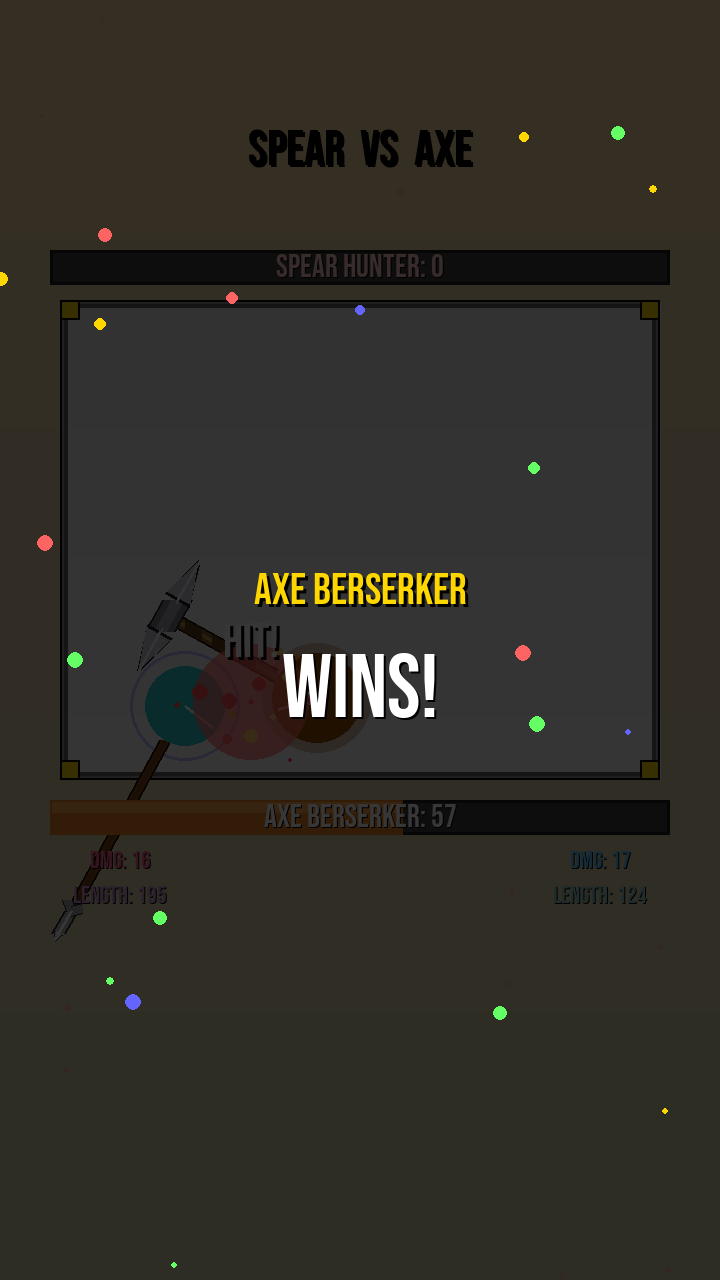 SPEAR VS AXE
SPEAR HUNTER: 0
AXE BERSERKER
HIT!
WINS!
AXE BERSERKER: 57
DMG: 16
DMG: 17
LENGTH: 195
LENGTH: 124